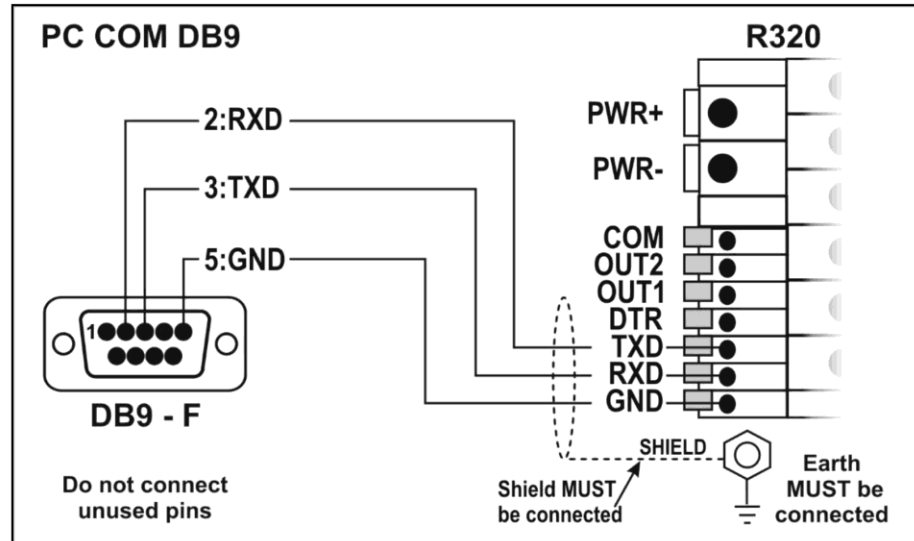 PC COM DB9
R320
2:RXD
3:TXD
5:GND
PWR+
PWR-
COM
OUT2
OUT1
DTR
TXD
RXD
GND
1
DB9 - F
Do not connect
unused pins
SHIELD
Shield MUST
be connected
Earth
MUST be
connected